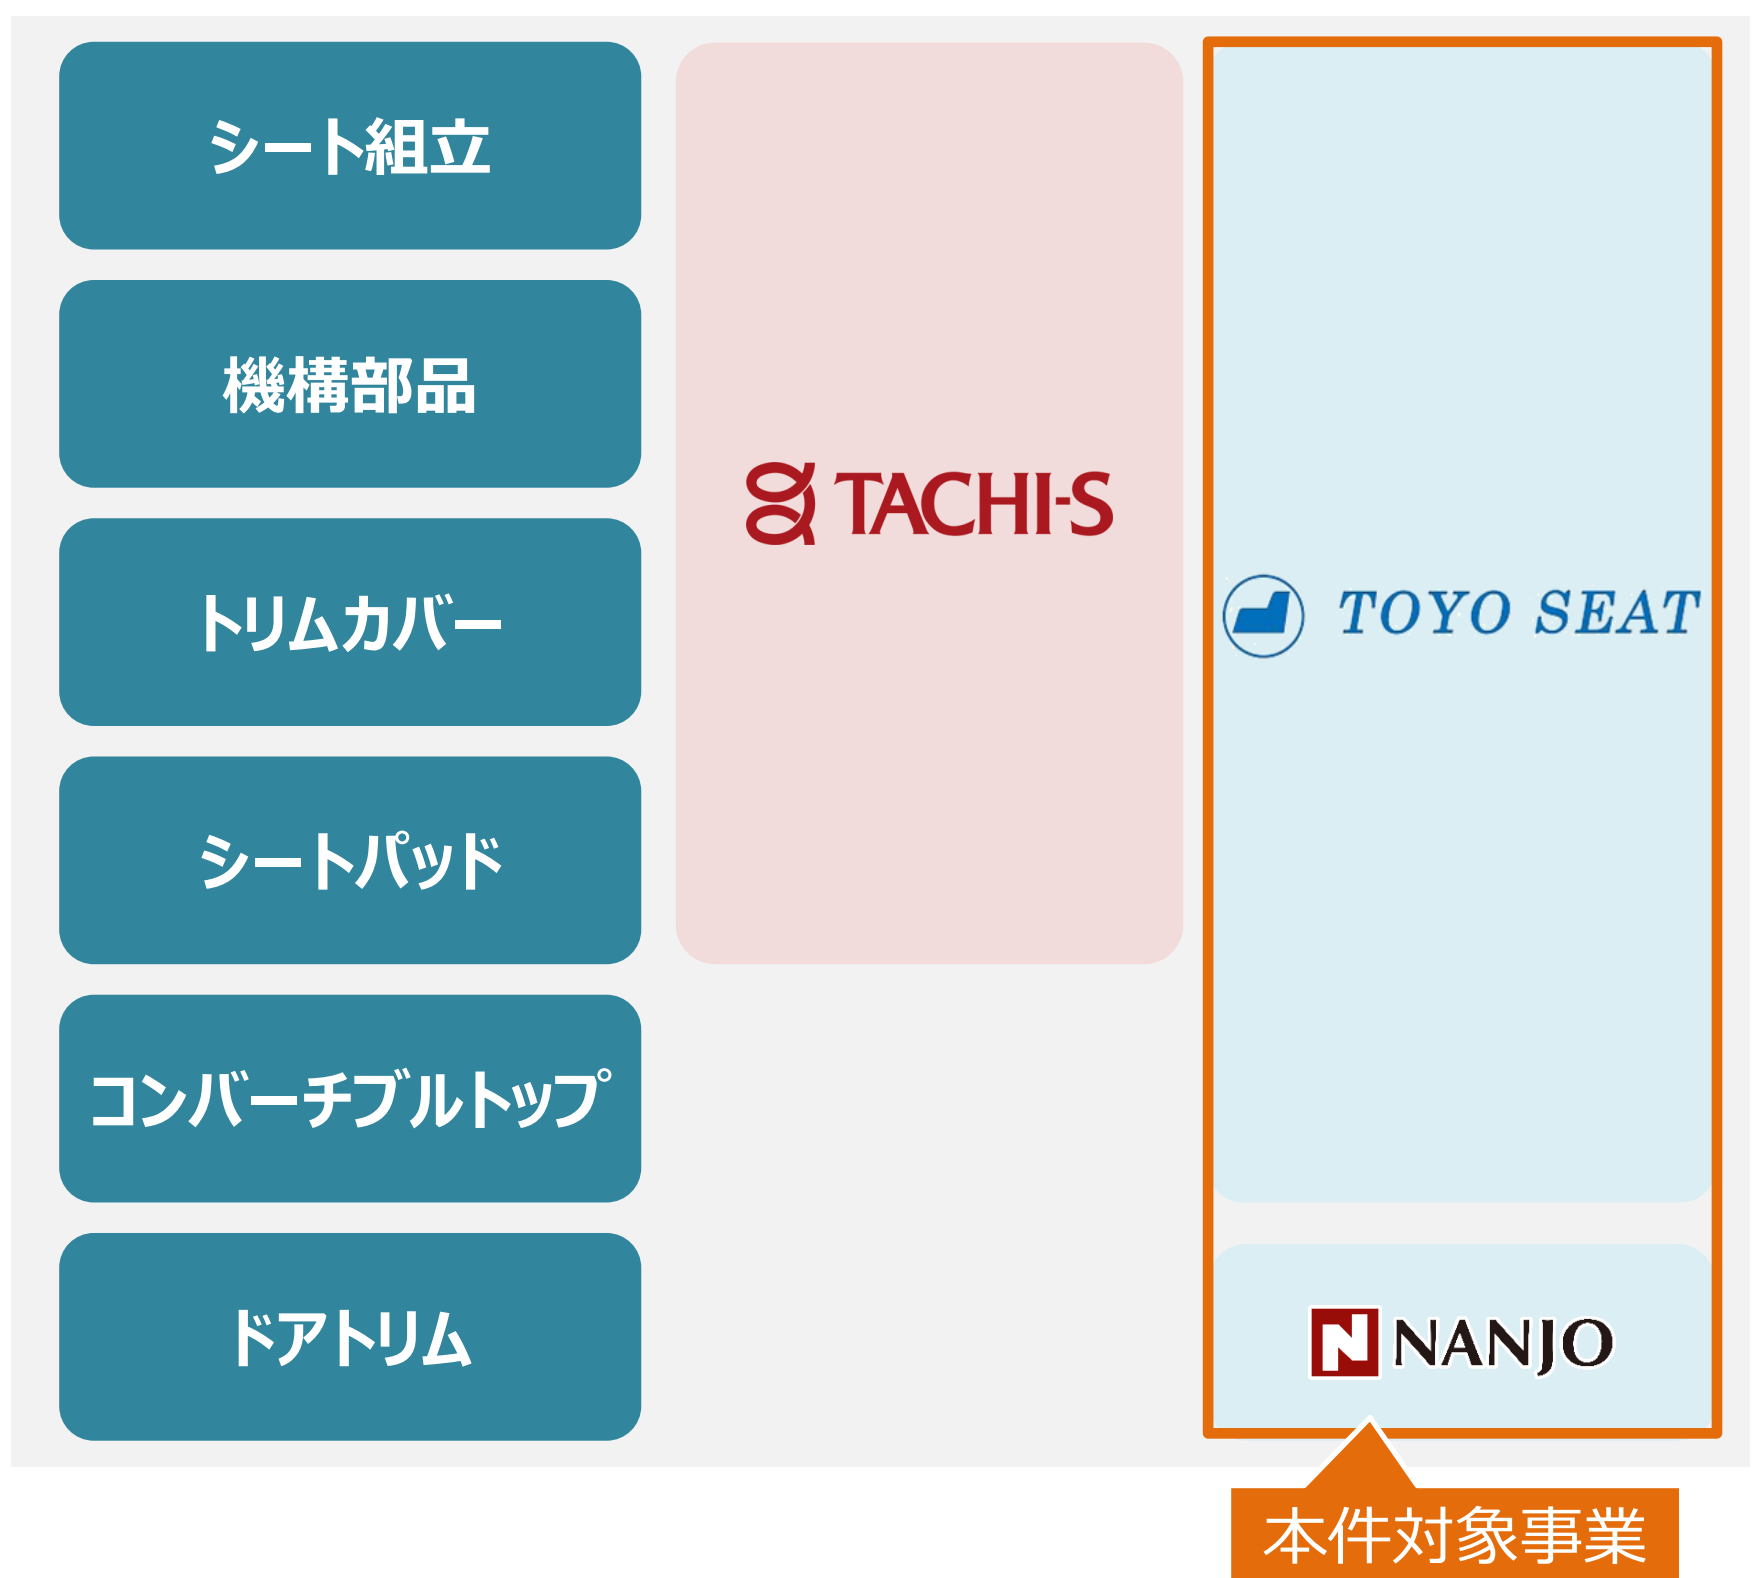 シート組立
機構部品
トリムカバー
シートパッド
コンバーチブルトップ
ドアトリム
TACHI-S
TOYO SEAT
NANJO
本件対象事業